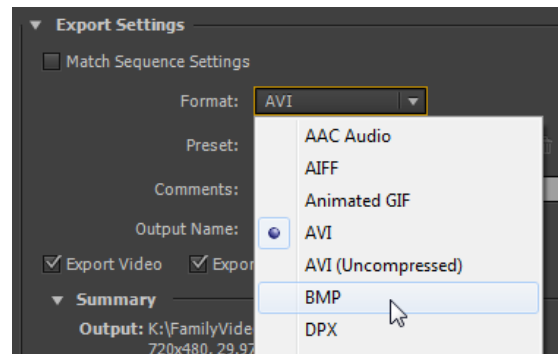 Export Settings
Match Sequence Settings
Format: AVI
AAC Audio
Preset:
AIFF
Comments:
Animated GIF
Output Name:
AVI
Export Video
AVI (Uncompressed)
Summary
BMP
Output: K:\FamilyVide
DPX
720x480, 29.97